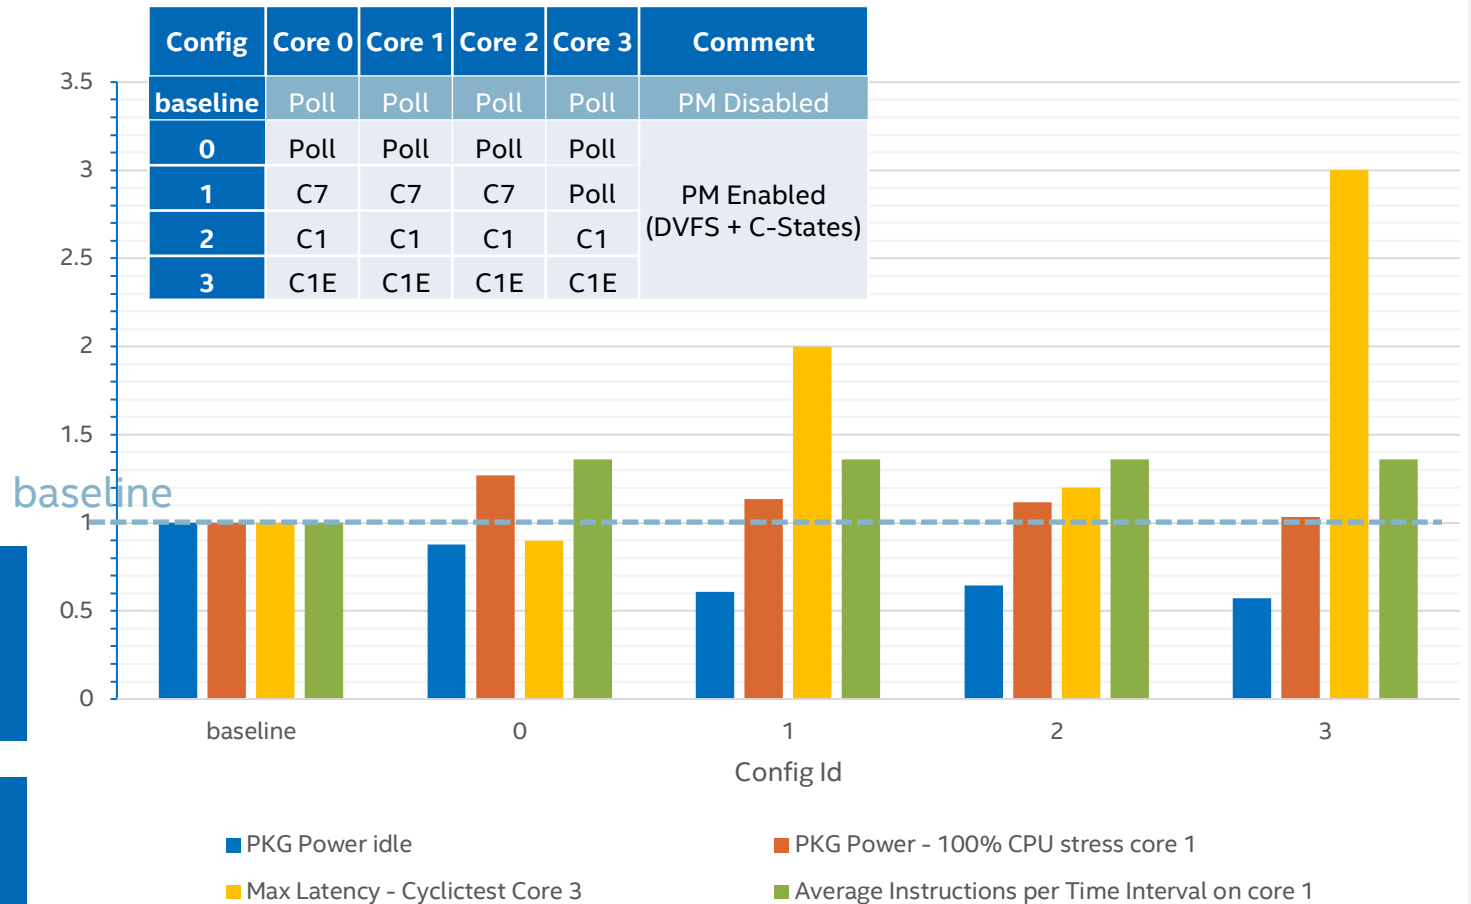 Config Core 0 Core 1 Core 2 Core 3 Comment
baseline Poll Poll Poll Poll PM Disabled
0 Poll Poll Poll Poll
1 C7 C7 C7 Poll
2 C1 C1 C1 C1
3 C1E C1E C1E C1E
PM Enabled
(DVFS + C-States)
3.5
3
2.5
2
1.5
baseline
1
0.5
0
baseline 0 1 2 3
Config Id
PKG Power idle
PKG Power - 100% CPU stress core 1
Max Latency - Cyclictest Core 3
Average Instructions per Time Interval on core 1